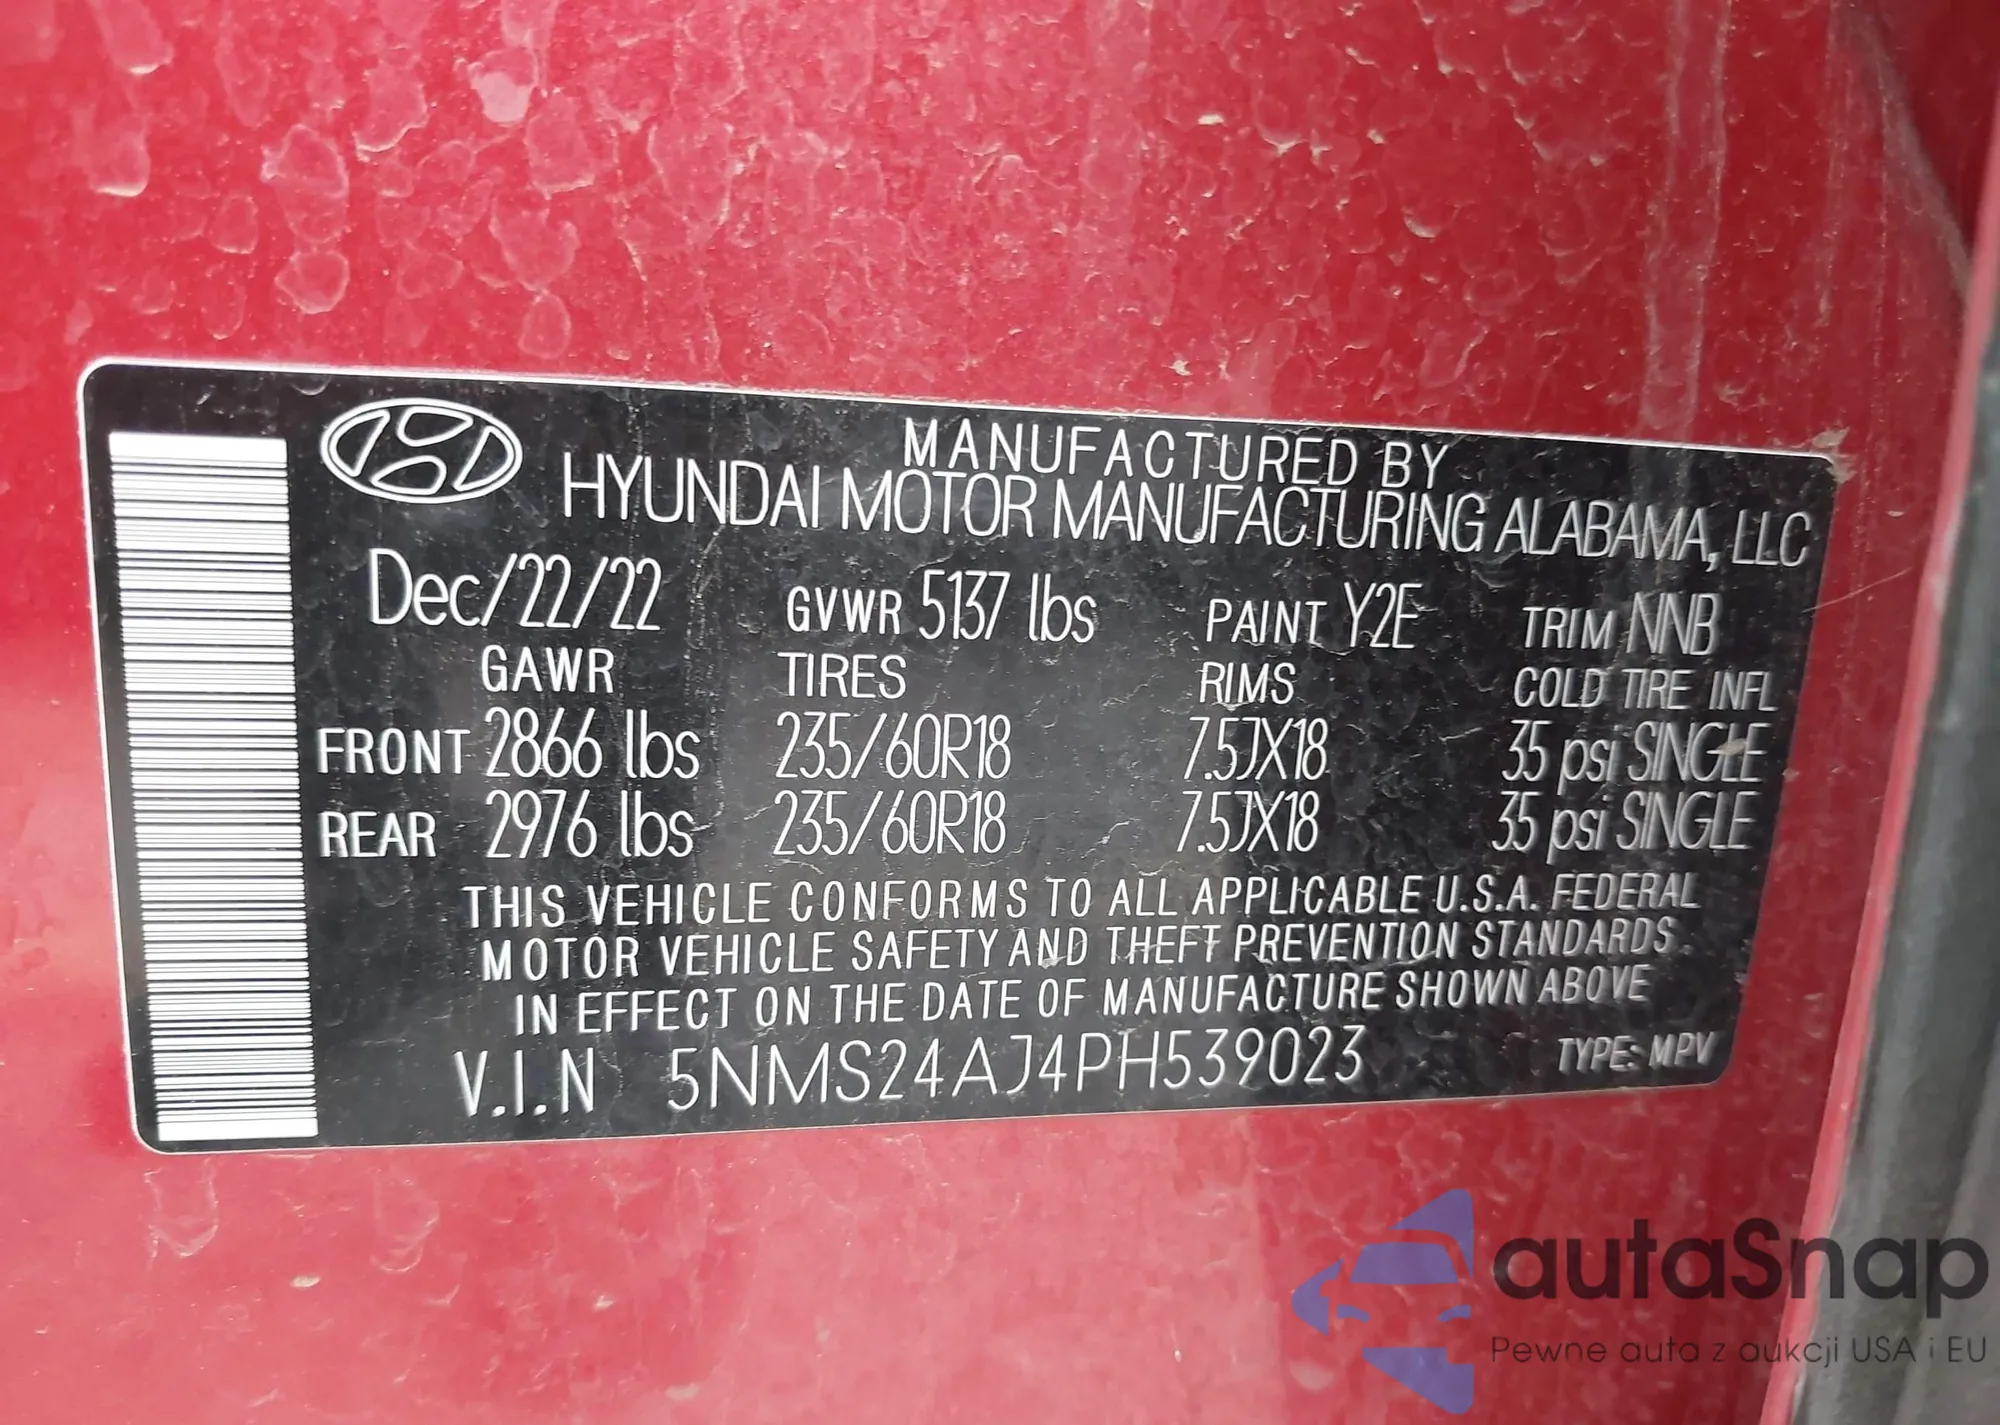 MANUFACTURED BY
HYUNDAI MOTOR MANUFACTURING ALABAMA, LLC
Dec/22/22 GVWR 5137 lbs PAINT Y2E TRIM NNB
GAWR TIRES RIMS COLD TIRE INFL
FRONT 2866 lbs 235/60R18 7.5JX18 35 psi SINGLE
REAR 2976 lbs 235/60R18 7.5JX18 35 psi SINGLE
THIS VEHICLE CONFORMS TO ALL APPLICABLE U.S.A. FEDERAL
MOTOR VEHICLE SAFETY AND THEFT PREVENTION STANDARDS
IN EFFECT ON THE DATE OF MANUFACTURE SHOWN ABOVE
V.I.N 5NMS24AJ4PH539023 TYPE: MPV
autaSnap
Pewne auta z aukcji USA i EU